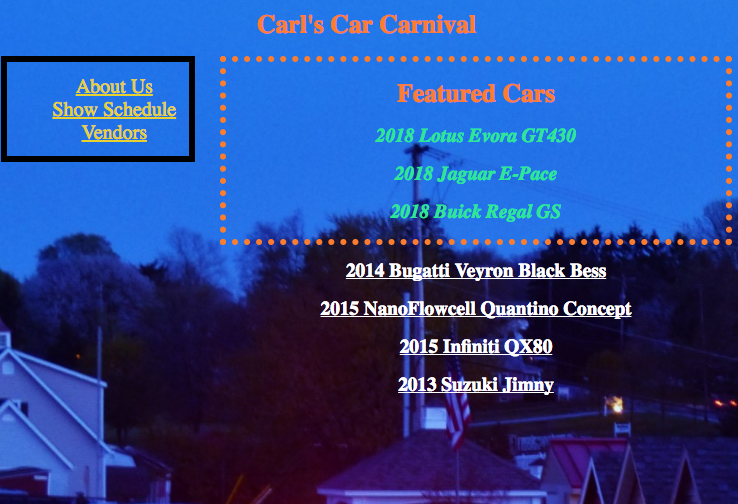 Carl's Car Carnival
About Us
Show Schedule
Vendors
Featured Cars
2018 Lotus Evora GT430
2018 Jaguar E-Pace
2018 Buick Regal GS
2014 Bugatti Veyron Black Bess
2015 NanoFlowcell Quantino Concept
2015 Infiniti QX80
2013 Suzuki Jimny